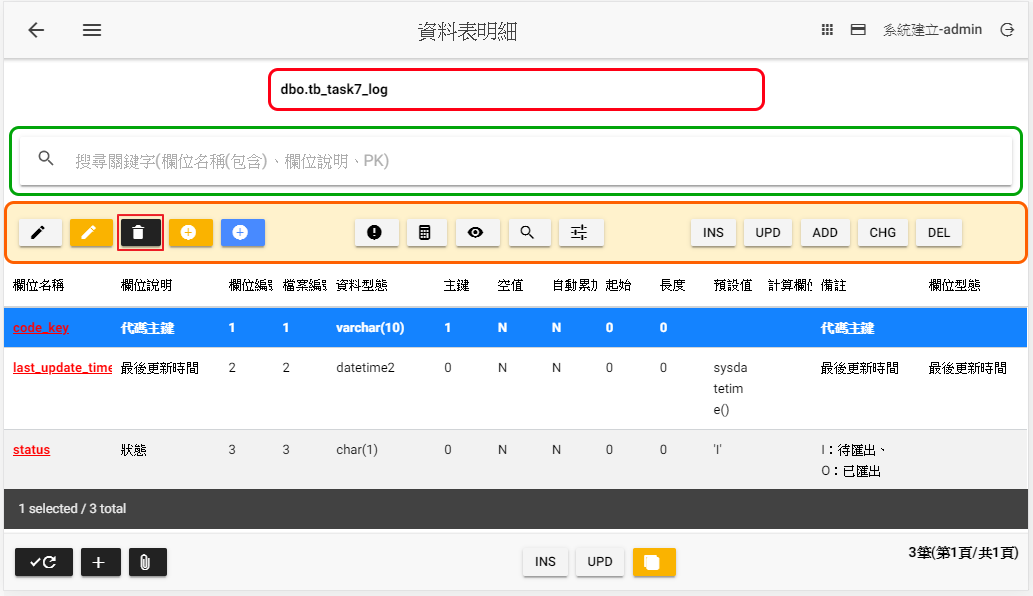 資料表明細
系統建立-admin
dbo.tb_task7_log
搜尋關鍵字(欄位名稱(包含)、欄位說明、PK)
INS UPD ADD CHG DEL
欄位名稱 欄位說明 欄位編號 檔案編號 資料型態 主鍵 空值 自動累加 起始 長度 預設值 計算欄位 備註 欄位型態
code_key 代碼主鍵 1 1 varchar(10) 1 N N 0 0 代碼主鍵
last_update_time 最後更新時間 2 2 datetime2 0 N N 0 0 sysda 最後更新時間 最後更新時間
tetim
e()
status 狀態 3 3 char(1) 0 N N 0 0 'I' I：待匯出、
O：已匯出
1 selected / 3 total
INS UPD 3筆(第1頁/共1頁)